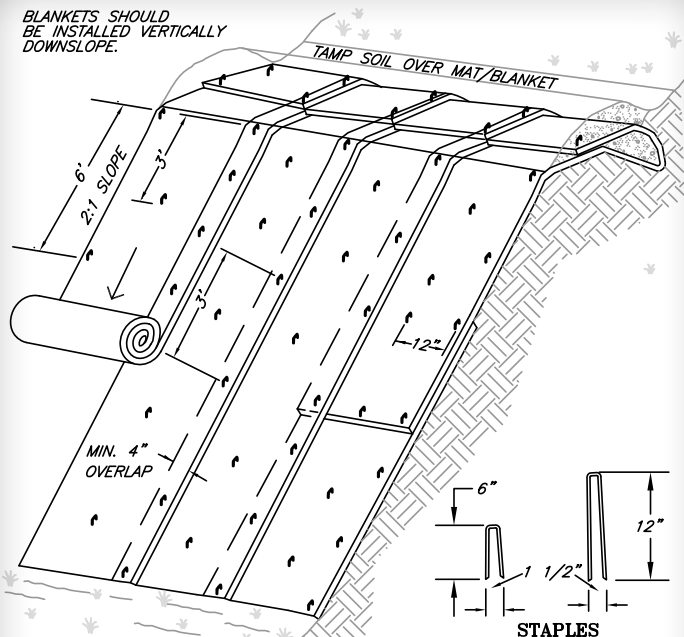 BLANKETS SHOULD
BE INSTALLED VERTICALLY
DOWNSLOPE.
TAMP SOIL OVER MAT/BLANKET
6'
2:1 SLOPE
3'
3'
12"
MIN. 4"
OVERLAP
6"
12"
1 1/2"
STAPLES